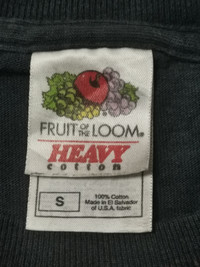 FRUIT OF THE LOOM®
HEAVY
cotton
S
100% Cotton
Made in El Salvador
of U.S.A. fabric